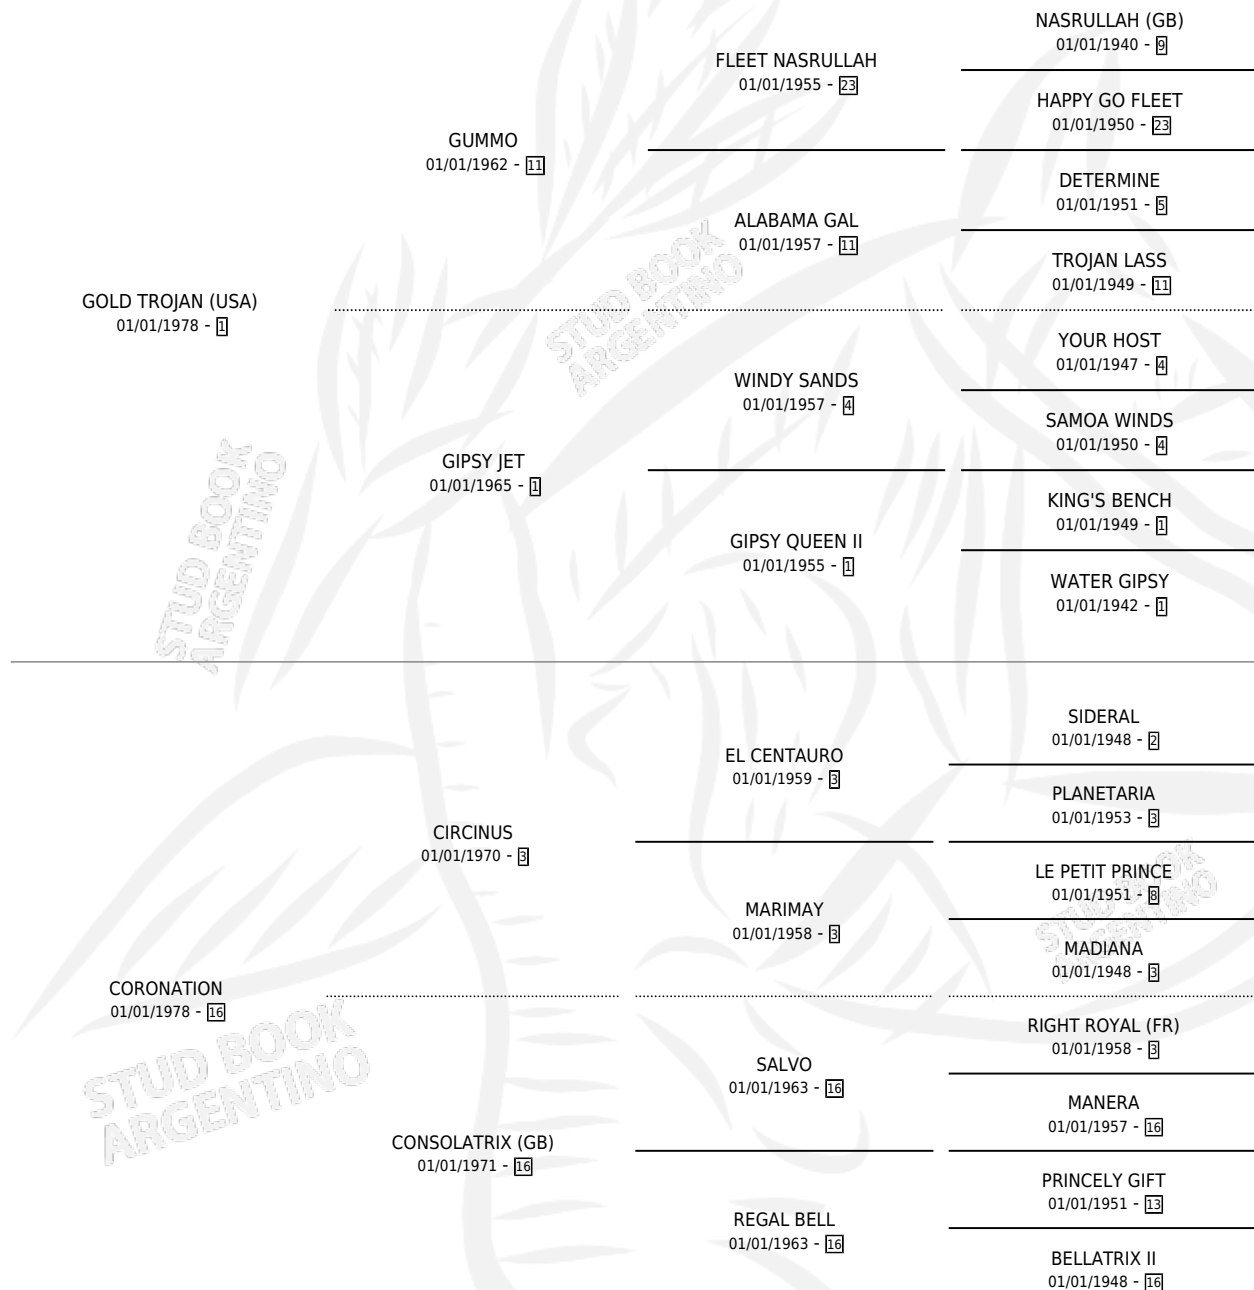 NASRULLAH (GB)
01/01/1940 - 9
FLEET NASRULLAH
01/01/1955 - 23
HAPPY GO FLEET
01/01/1950 - 23
GUMMO
01/01/1962 - 11
DETERMINE
01/01/1951 - 5
ALABAMA GAL
01/01/1957 - 11
TROJAN LASS
01/01/1949 - 11
GOLD TROJAN (USA)
01/01/1978 - 1
STUD BOOK
ARGENTINO
YOUR HOST
01/01/1947 - 4
WINDY SANDS
01/01/1957 - 4
SAMOA WINDS
01/01/1950 - 4
GIPSY JET
01/01/1965 - 1
KING'S BENCH
01/01/1949 - 1
GIPSY QUEEN II
01/01/1955 - 1
WATER GIPSY
01/01/1942 - 1
STUD BOOK
ARGENTINO
SIDERAL
01/01/1948 - 2
EL CENTAURO
01/01/1959 - 3
PLANETARIA
01/01/1953 - 3
CIRCINUS
01/01/1970 - 3
LE PETIT PRINCE
01/01/1951 - 8
MARIMAY
01/01/1958 - 3
MADIANA
01/01/1948 - 3
STUD BOOK
ARGENTINO
CORONATION
01/01/1978 - 16
RIGHT ROYAL (FR)
01/01/1958 - 3
SALVO
01/01/1963 - 16
MANERA
01/01/1957 - 16
STUD BOOK
ARGENTINO
CONSOLATRIX (GB)
01/01/1971 - 16
PRINCELY GIFT
01/01/1951 - 13
REGAL BELL
01/01/1963 - 16
BELLATRIX II
01/01/1948 - 16